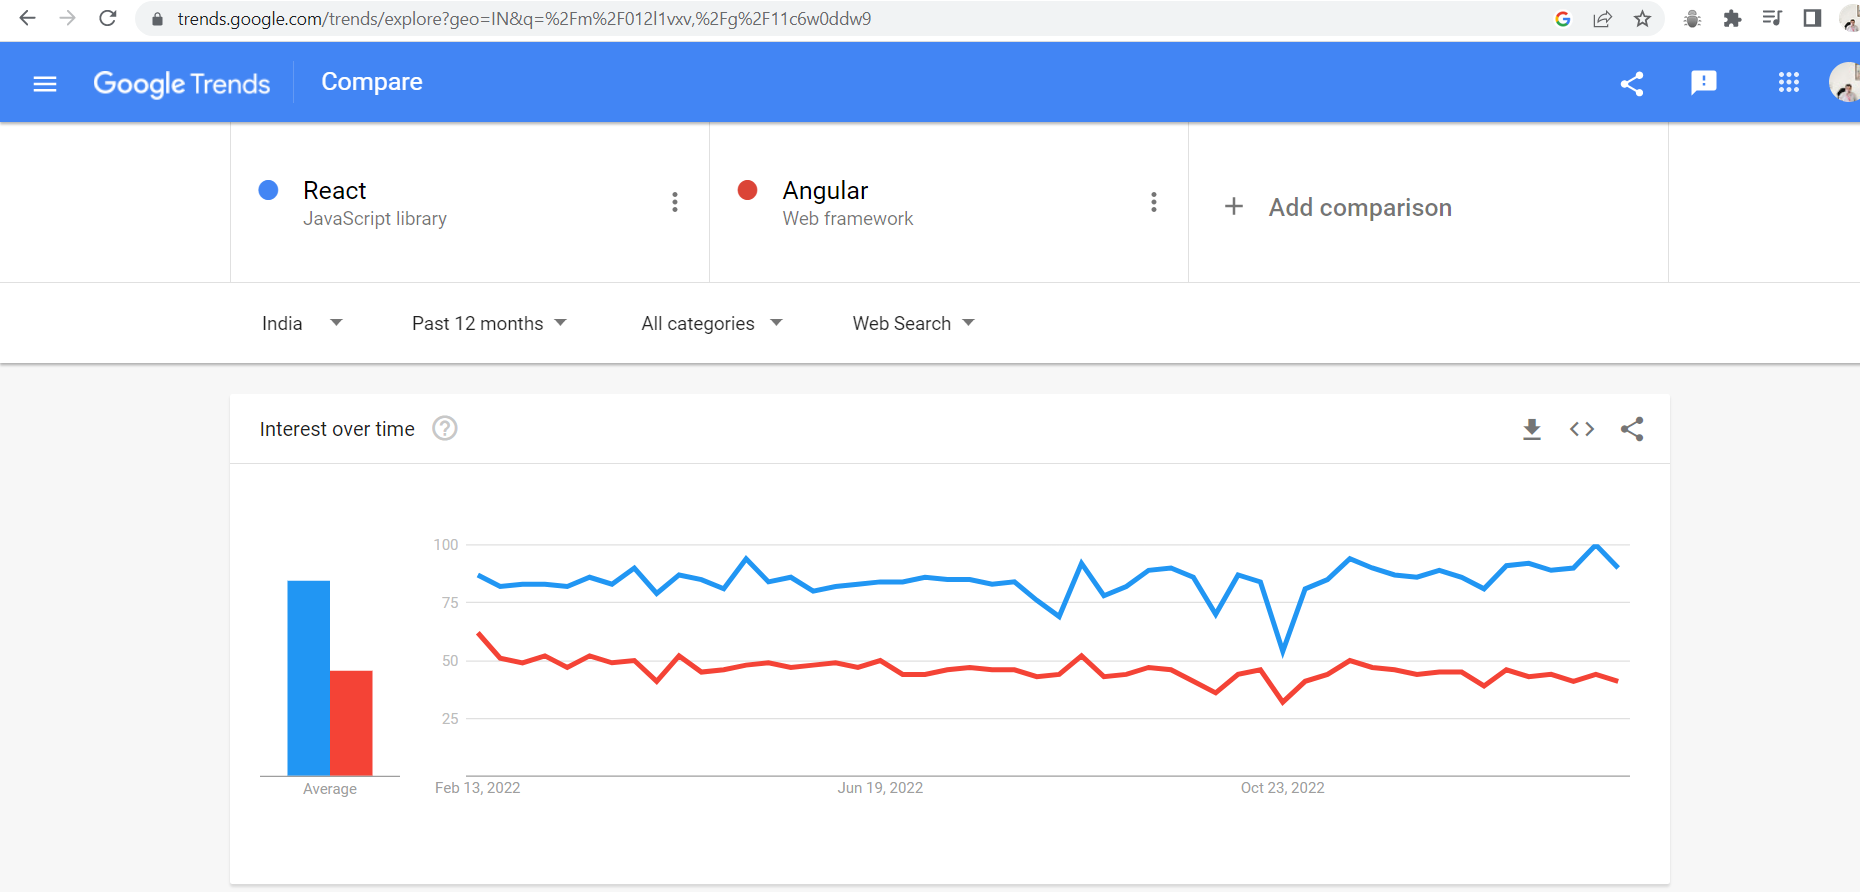 trends.google.com/trends/explore?geo=IN&q=%2Fm%2F012l1vxv,%2Fg%2F11c6w0ddw9
Google Trends
Compare
React
JavaScript library
Angular
Web framework
+ Add comparison
India
Past 12 months
All categories
Web Search
Interest over time
100
75
50
25
Average
Feb 13, 2022
Jun 19, 2022
Oct 23, 2022